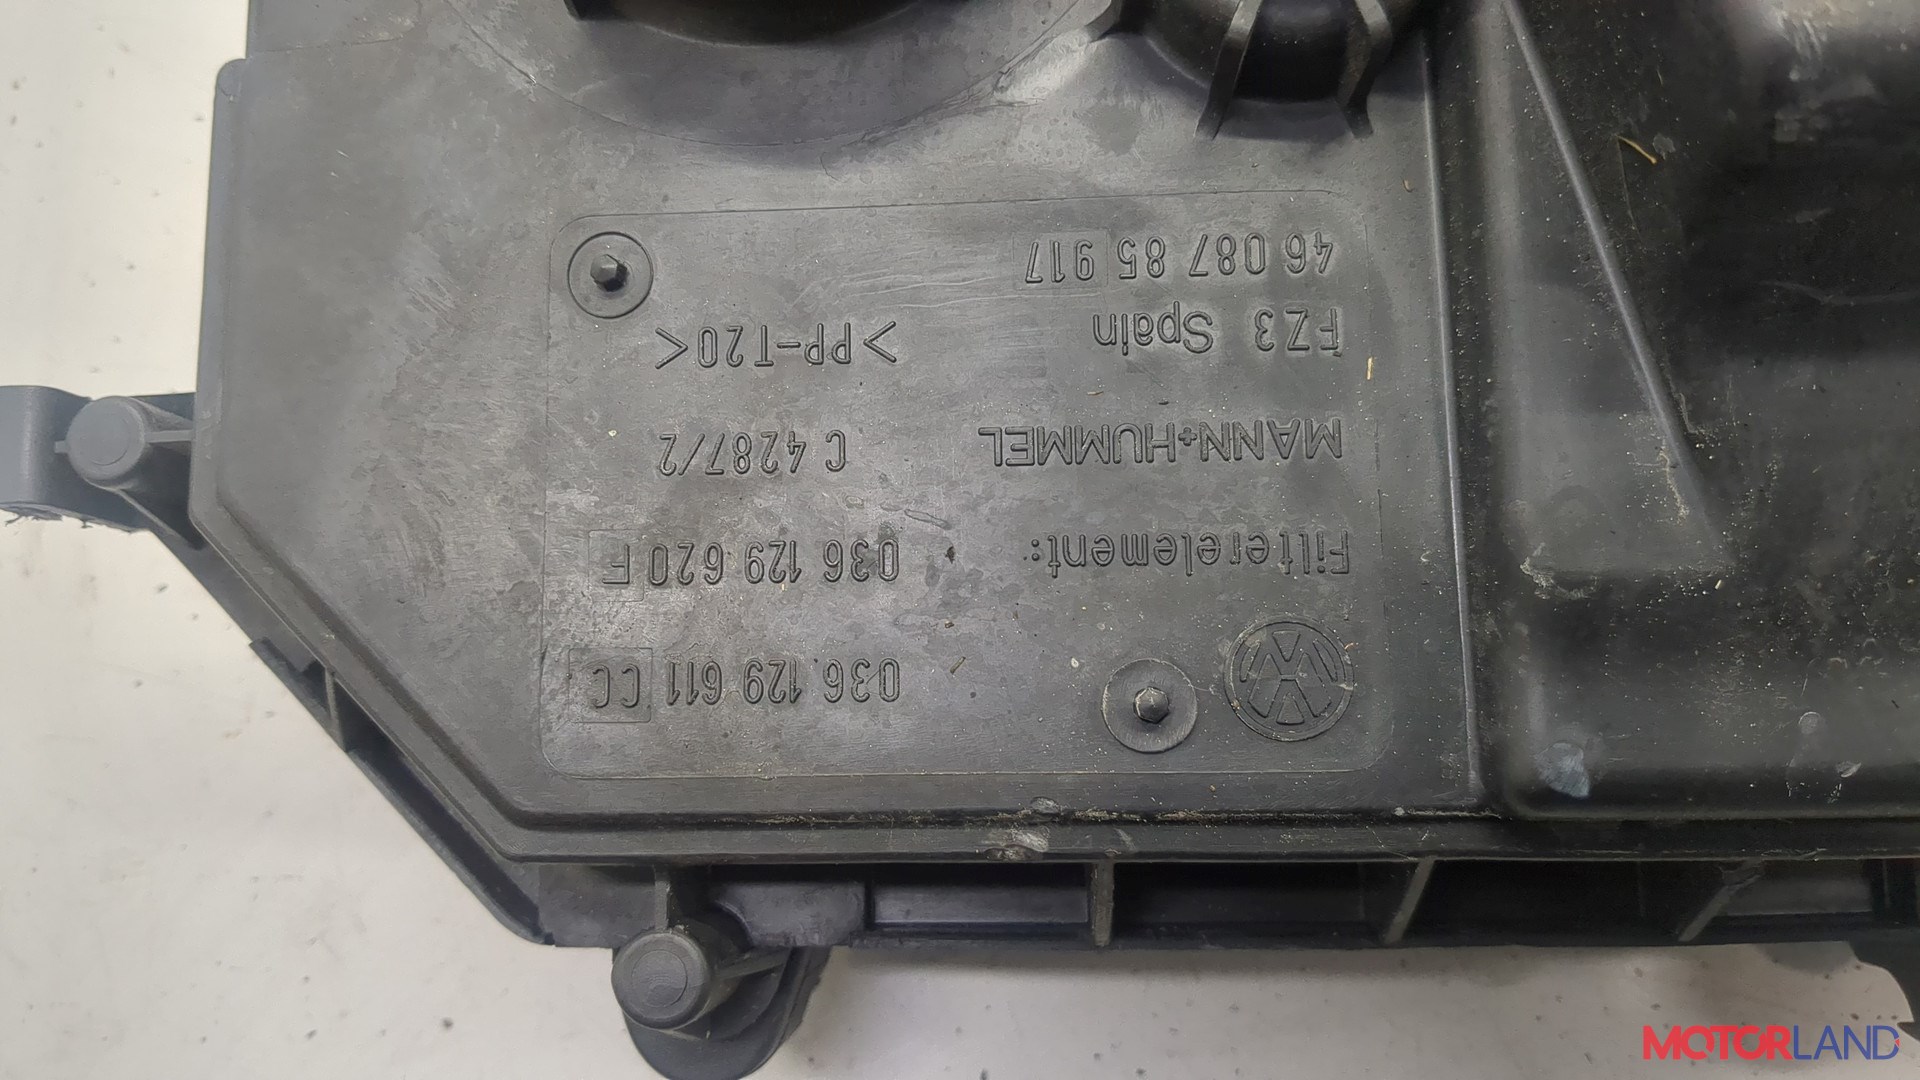 036 129 611 CC
Filterelement: 036 129 620 F
MANN+HUMMEL C 4287/2
FZ3 Spain >PP-T20<
46 087 85 917
MOTORLAND